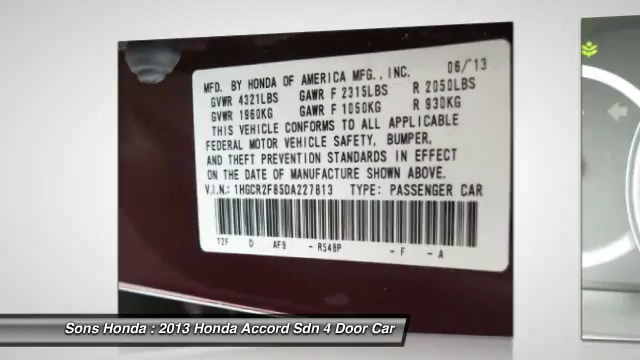 MFD. BY HONDA OF AMERICA MFG., INC. 06/13
GVWR 4321LBS GAWR F 2315LBS R 2050LBS
GVWR 1960KG GAWR F 1050KG R 930KG
THIS VEHICLE CONFORMS TO ALL APPLICABLE
FEDERAL MOTOR VEHICLE SAFETY, BUMPER,
AND THEFT PREVENTION STANDARDS IN EFFECT
ON THE DATE OF MANUFACTURE SHOWN ABOVE.
V.I.N.: 1HGCR2F85DA227813 TYPE: PASSENGER CAR
T2F D AF9 - R548P - F - A
Sons Honda : 2013 Honda Accord Sdn 4 Door Car